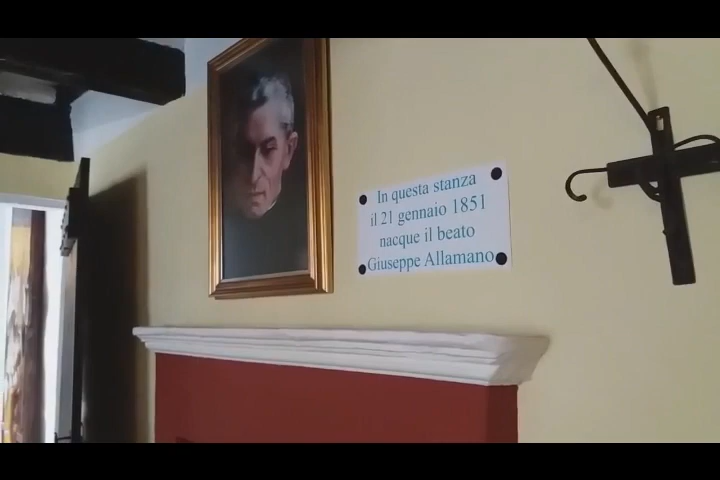 In questa stanza
il 21 gennaio 1851
nacque il beato
Giuseppe Allamano